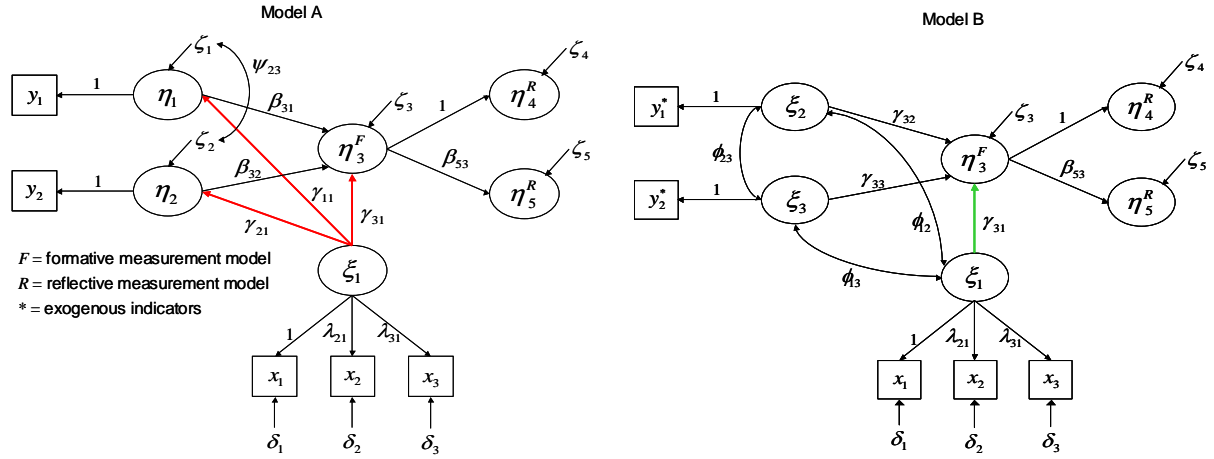 Model A
ζ₁
ψ₂₃
ζ₄
y₁
1
η₁
β₃₁
ζ₃
1
η₄ᴿ
ζ₂
η₃ᶠ
ζ₅
y₂
1
η₂
β₃₂
β₅₃
η₅ᴿ
γ₁₁
γ₂₁
γ₃₁
F = formative measurement model
R = reflective measurement model
* = exogenous indicators
ξ₁
1
λ₂₁
λ₃₁
x₁
x₂
x₃
δ₁
δ₂
δ₃
Model B
ζ₄
y₁*
1
ξ₂
γ₃₂
ζ₃
1
η₄ᴿ
ϕ₂₃
η₃ᶠ
ζ₅
y₂*
1
ξ₃
γ₃₃
β₅₃
η₅ᴿ
ϕ₁₂
γ₃₁
ϕ₁₃
ξ₁
1
λ₂₁
λ₃₁
x₁
x₂
x₃
δ₁
δ₂
δ₃